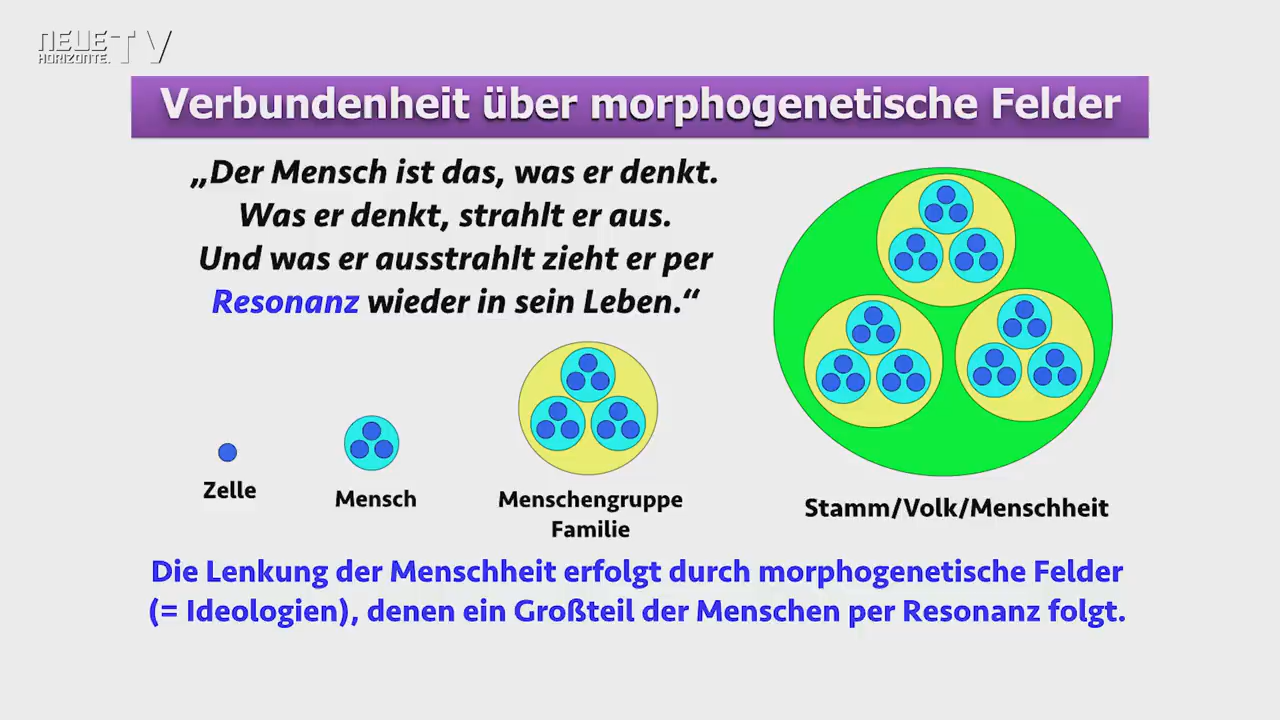 NEUE TV
HORIZONTE.
Verbundenheit über morphogenetische Felder
„Der Mensch ist das, was er denkt.
Was er denkt, strahlt er aus.
Und was er ausstrahlt zieht er per
Resonanz wieder in sein Leben.“
Zelle
Mensch
Menschengruppe
Familie
Stamm/Volk/Menschheit
Die Lenkung der Menschheit erfolgt durch morphogenetische Felder
(= Ideologien), denen ein Großteil der Menschen per Resonanz folgt.